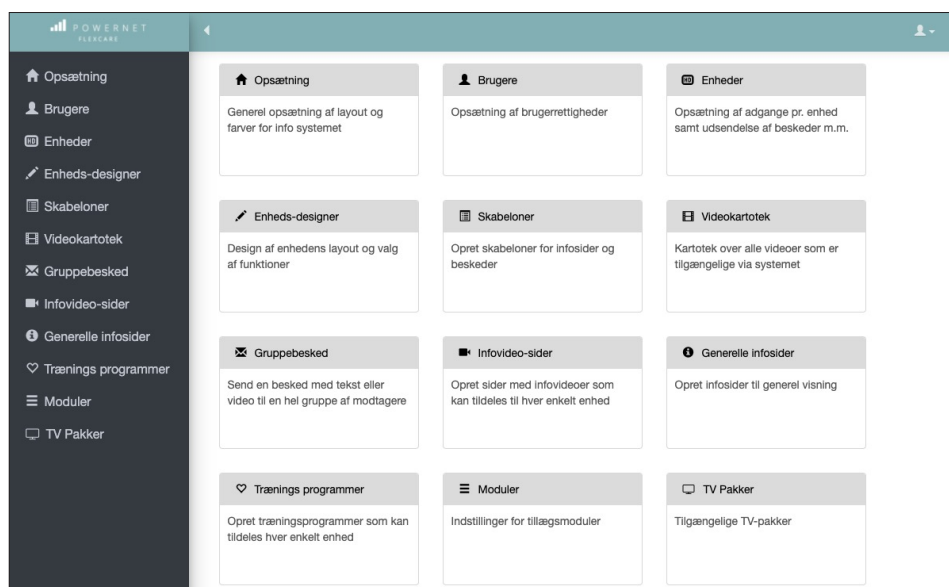 POWERNET
FLEXCARE
Opsætning
Brugere
Enheder
Enheds-designer
Skabeloner
Videokartotek
Gruppebesked
Infovideo-sider
Generelle infosider
Trænings programmer
Moduler
TV Pakker
Opsætning
Generel opsætning af layout og
farver for info systemet
Brugere
Opsætning af brugerrettigheder
HD Enheder
Opsætning af adgange pr. enhed
samt udsendelse af beskeder m.m.
Enheds-designer
Design af enhedens layout og valg
af funktioner
Skabeloner
Opret skabeloner for infosider og
beskeder
Videokartotek
Kartotek over alle videoer som er
tilgængelige via systemet
Gruppebesked
Send en besked med tekst eller
video til en hel gruppe af modtagere
Infovideo-sider
Opret sider med infovideoer som
kan tildeles til hver enkelt enhed
Generelle infosider
Opret infosider til generel visning
Trænings programmer
Opret træningsprogrammer som kan
tildeles hver enkelt enhed
Moduler
Indstillinger for tillægsmoduler
TV Pakker
Tilgængelige TV-pakker